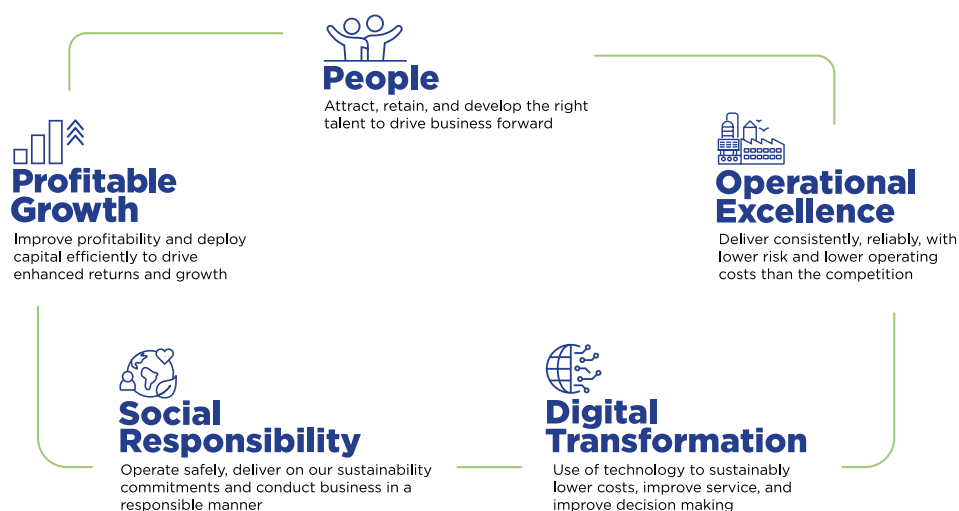 People
Attract, retain, and develop the right
talent to drive business forward
Profitable
Growth
Improve profitability and deploy
capital efficiently to drive
enhanced returns and growth
Operational
Excellence
Deliver consistently, reliably, with
lower risk and lower operating
costs than the competition
Social
Responsibility
Operate safely, deliver on our sustainability
commitments and conduct business in a
responsible manner
Digital
Transformation
Use of technology to sustainably
lower costs, improve service, and
improve decision making